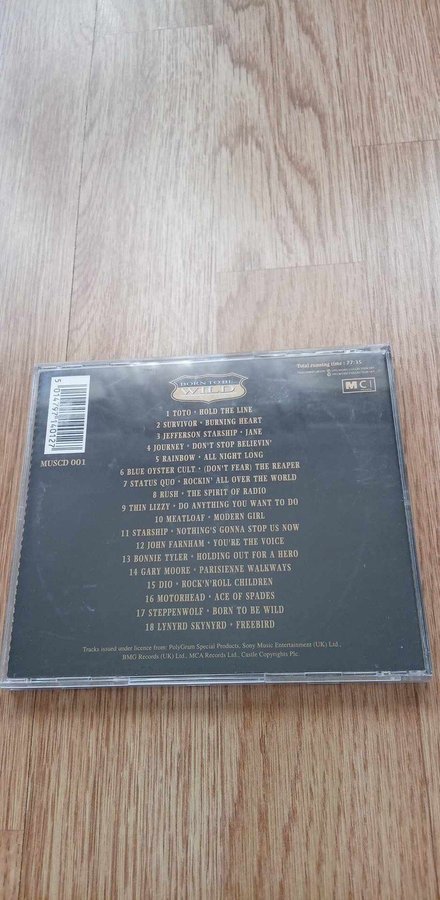 BORN TO BE
WILD
Total running time : 77:35
MCI
5 014797 140127
MUSCD 001
1 TOTO • HOLD THE LINE
2 SURVIVOR • BURNING HEART
3 JEFFERSON STARSHIP • JANE
4 JOURNEY • DON'T STOP BELIEVIN'
5 RAINBOW • ALL NIGHT LONG
6 BLUE OYSTER CULT • (DON'T FEAR) THE REAPER
7 STATUS QUO • ROCKIN' ALL OVER THE WORLD
8 RUSH • THE SPIRIT OF RADIO
9 THIN LIZZY • DO ANYTHING YOU WANT TO DO
10 MEATLOAF • MODERN GIRL
11 STARSHIP • NOTHING'S GONNA STOP US NOW
12 JOHN FARNHAM • YOU'RE THE VOICE
13 BONNIE TYLER • HOLDING OUT FOR A HERO
14 GARY MOORE • PARISIENNE WALKWAYS
15 DIO • ROCK'N'ROLL CHILDREN
16 MOTORHEAD • ACE OF SPADES
17 STEPPENWOLF • BORN TO BE WILD
18 LYNYRD SKYNYRD • FREEBIRD
Tracks issued under licence from: PolyGram Special Products, Sony Music Entertainment (UK) Ltd.,
BMG Records (UK) Ltd., MCA Records Ltd., Castle Copyrights Plc.